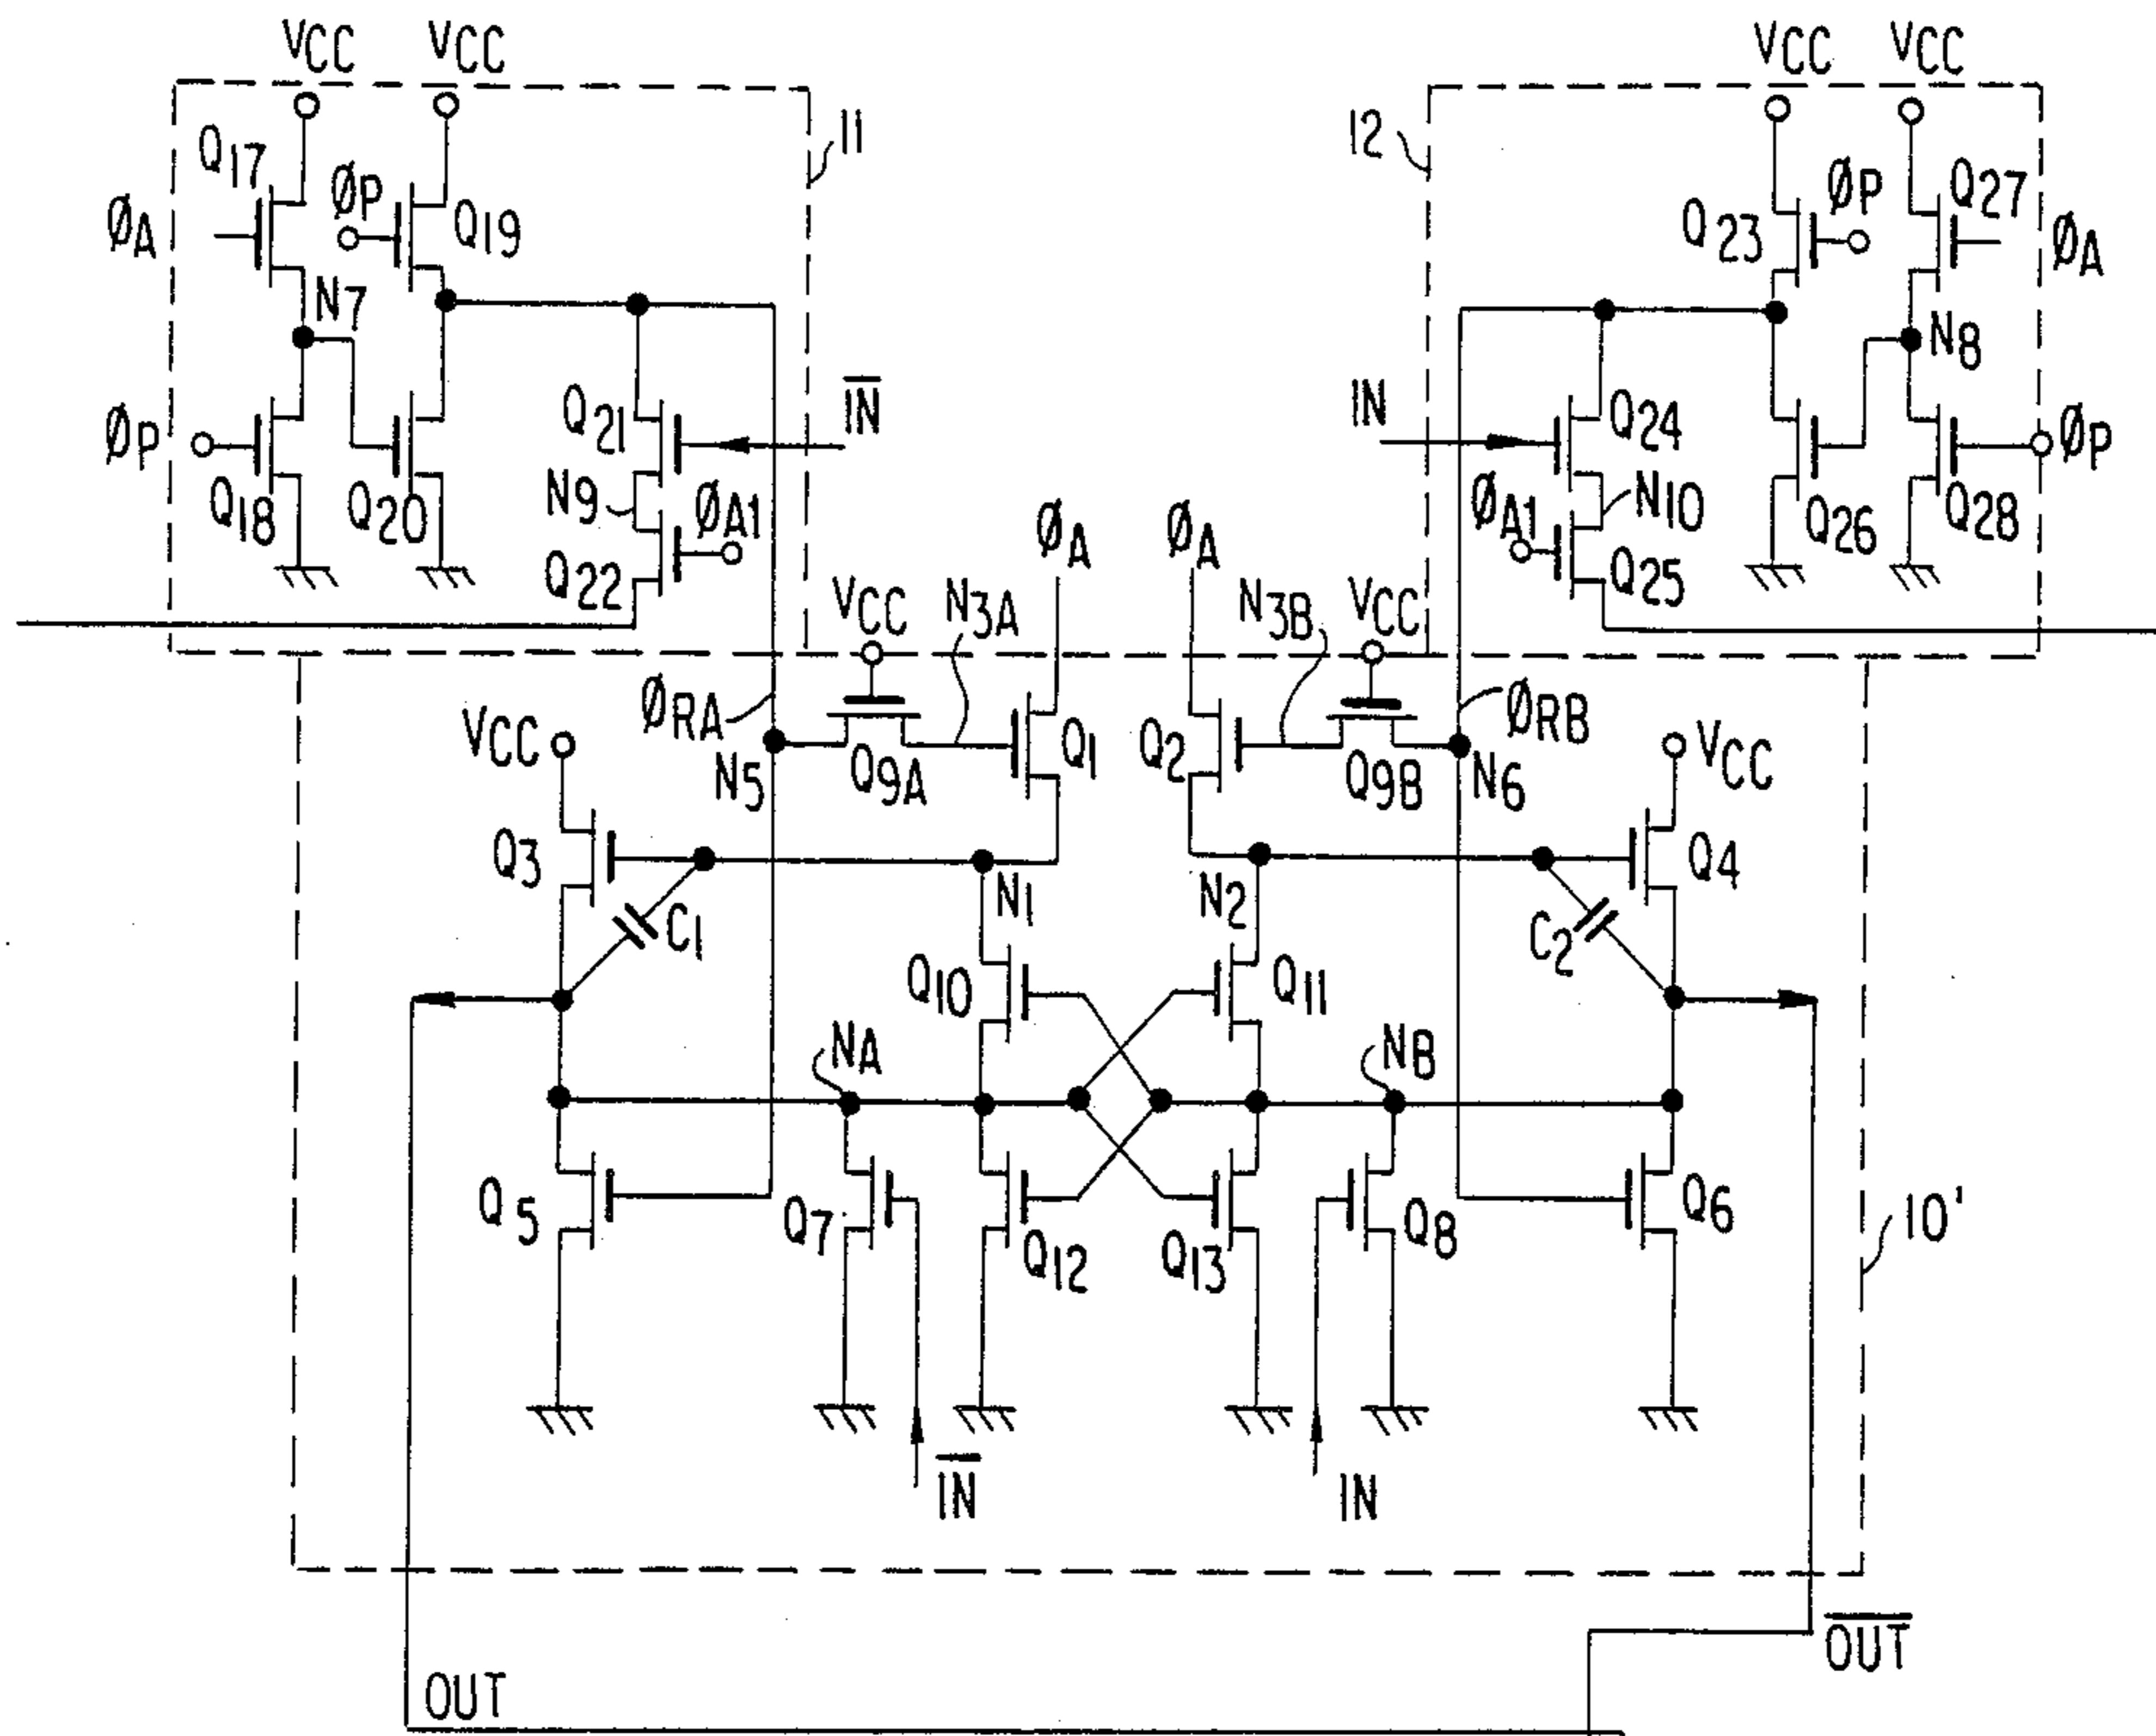 VCC VCC VCC VCC
Q17 ØP 11 12 ØP Q27
ØA Q19 Q23 ØA
N7 N8
IN IN
ØP Q21 Q24 ØP
Q18 Q20 N9 ØA1 ØA ØA ØA1 N10 Q26 Q28
Q22 Q25
VCC N3A N3B VCC
ØRA ØRB
VCC Q1 Q2 VCC
N5 Q9A Q9B N6
Q3 Q4
N1 N2
C1 C2
Q10 Q11
NA NB
Q5 Q7 Q8 Q6 10'
Q12 Q13
IN IN
OUT
OUT